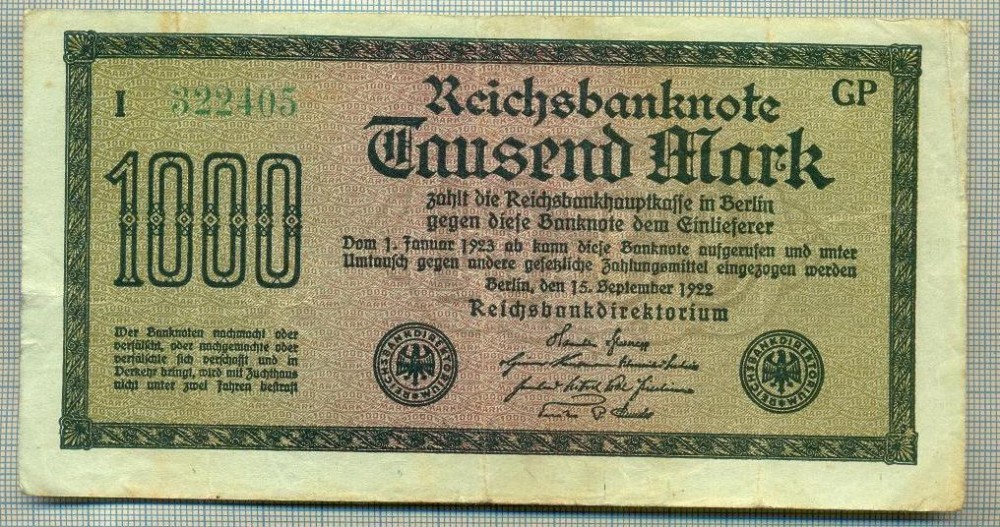 I 322405
Reichsbanknote
GP
Tausend Mark
1000
zahlt die Reichsbankhauptkasse in Berlin
gegen diese Banknote dem Einlieferer
Vom 1. Januar 1923 ab kann diese Banknote aufgerufen und unter
Umtausch gegen andere gesetzliche Zahlungsmittel eingezogen werden
Berlin, den 15. September 1922
Reichsbankdirektorium
Wer Banknoten nachmacht oder
verfälscht, oder nachgemachte oder
verfälschte sich verschafft und in
Verkehr bringt, wird mit Zuchthaus
nicht unter zwei Jahren bestraft
REICHSBANKDIREKTORIUM
REICHSBANKDIREKTORIUM